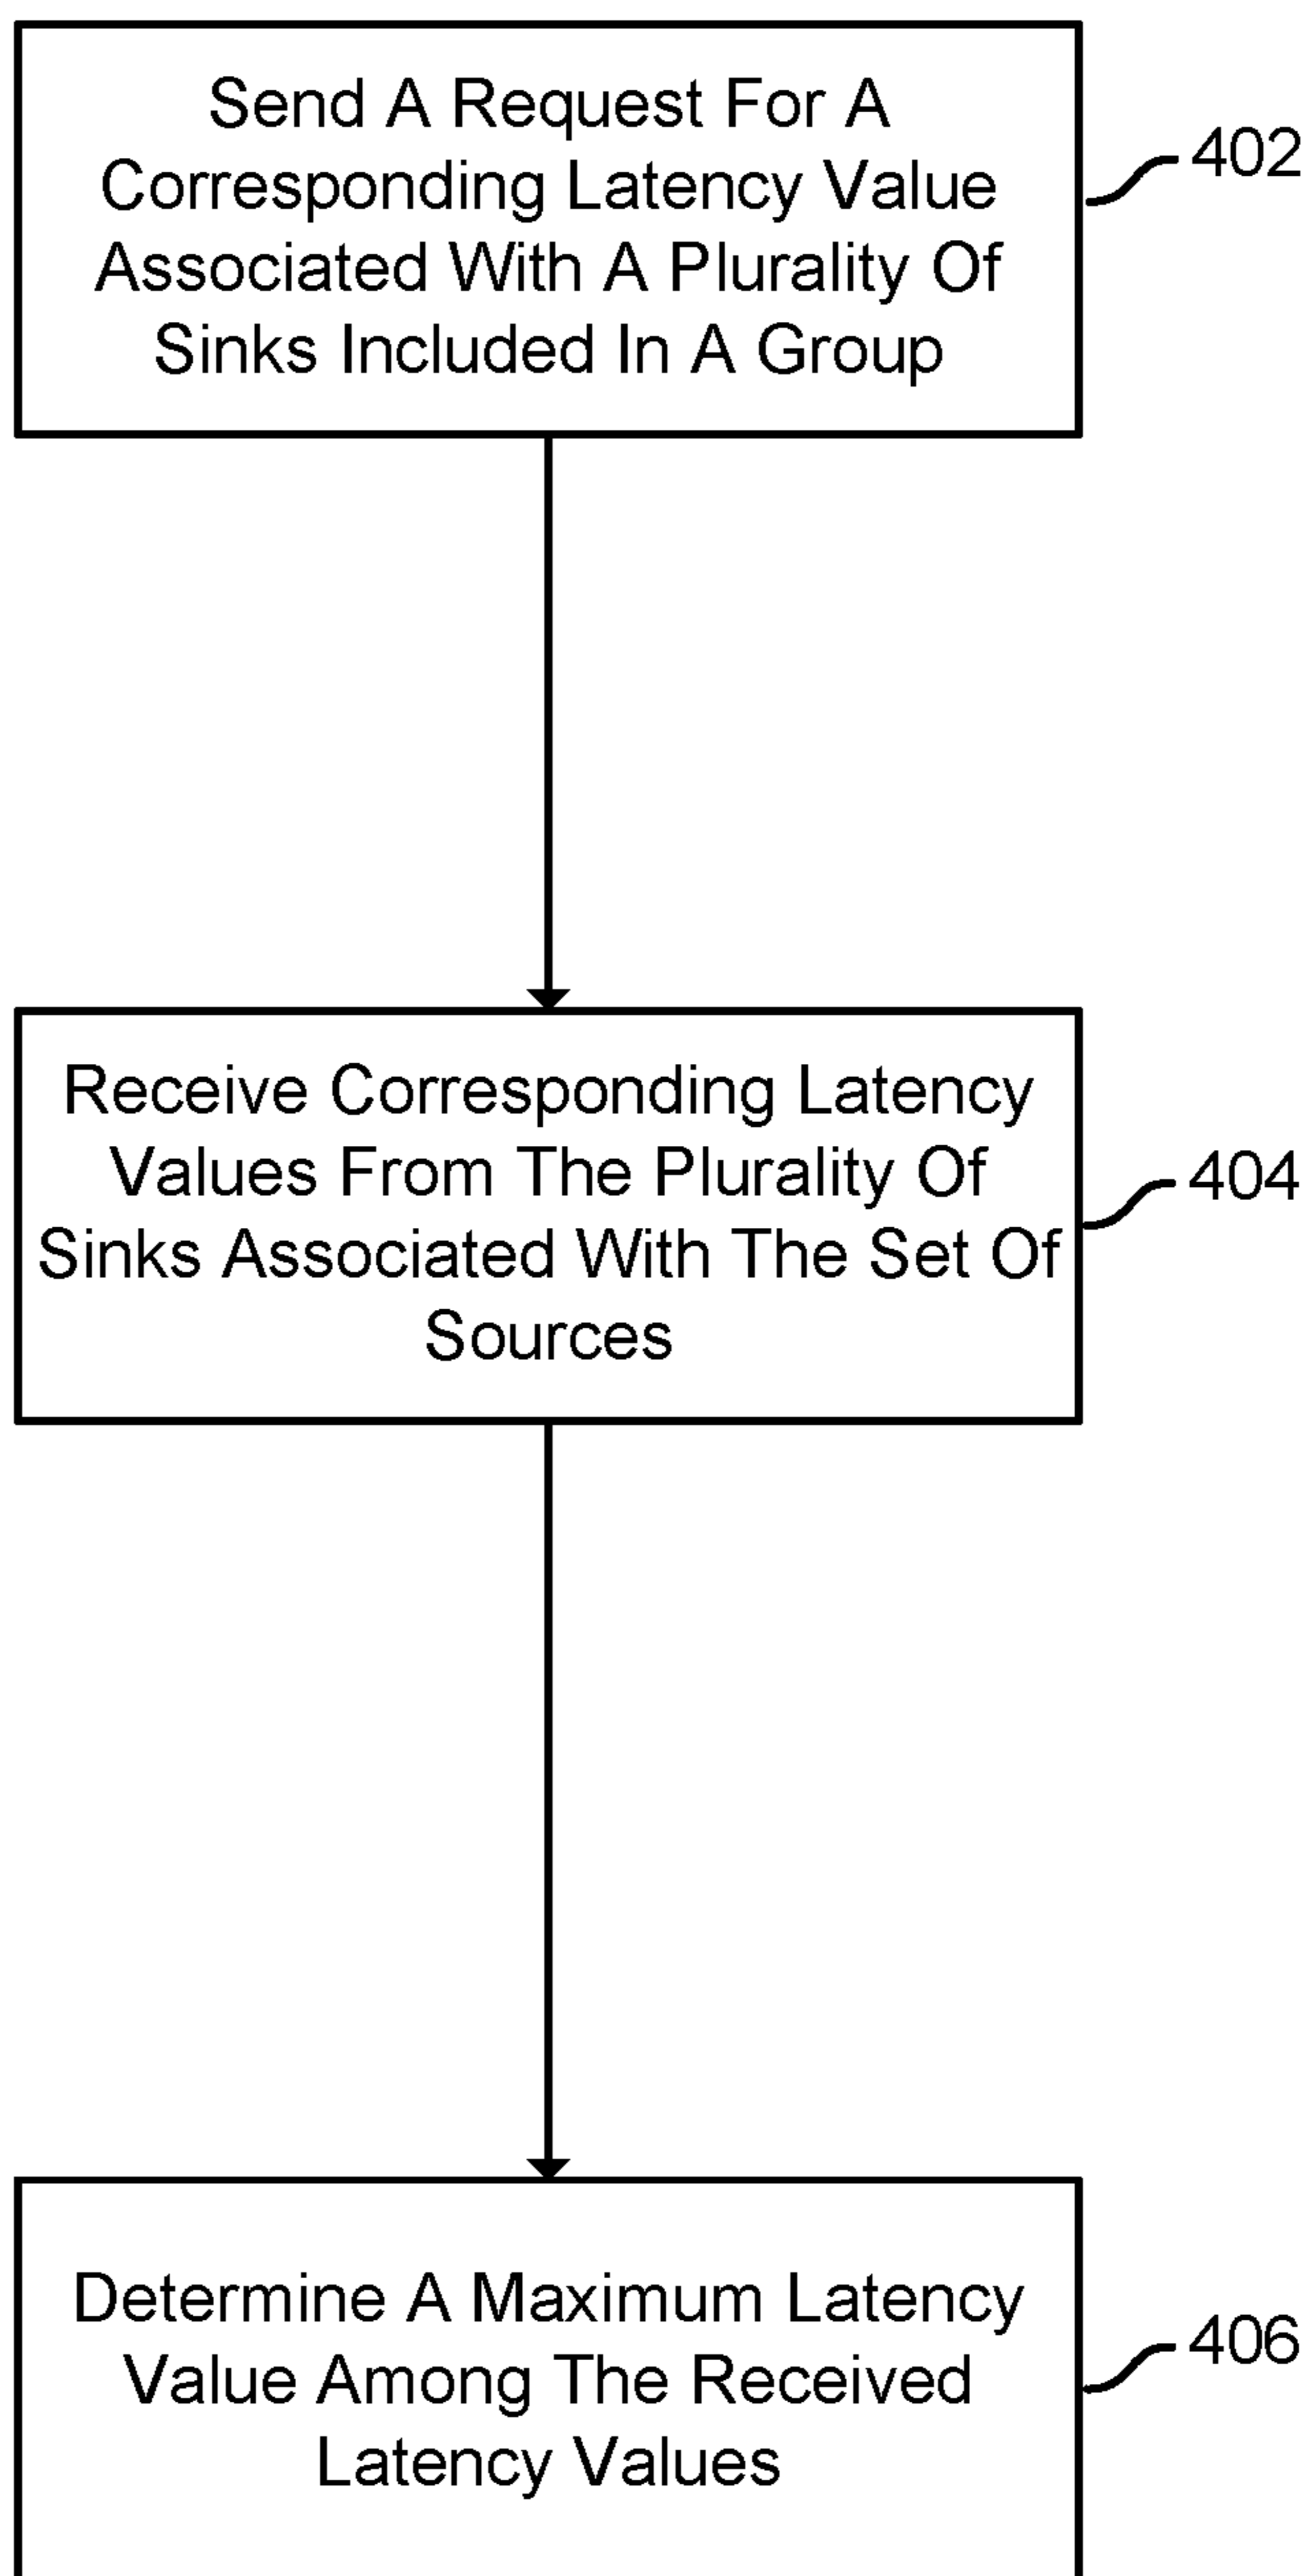 Send A Request For A
Corresponding Latency Value
Associated With A Plurality Of
Sinks Included In A Group
402
Receive Corresponding Latency
Values From The Plurality Of
Sinks Associated With The Set Of
Sources
404
Determine A Maximum Latency
Value Among The Received
Latency Values
406